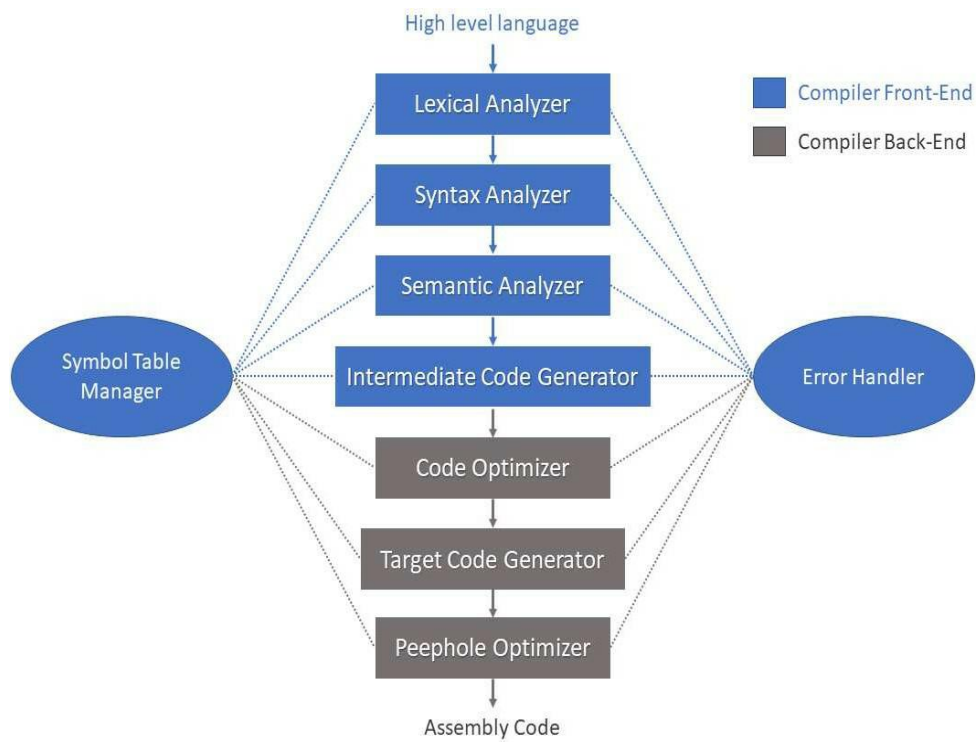 High level language
Lexical Analyzer
Compiler Front-End
Compiler Back-End
Syntax Analyzer
Semantic Analyzer
Symbol Table
Manager
Intermediate Code Generator
Error Handler
Code Optimizer
Target Code Generator
Peephole Optimizer
Assembly Code